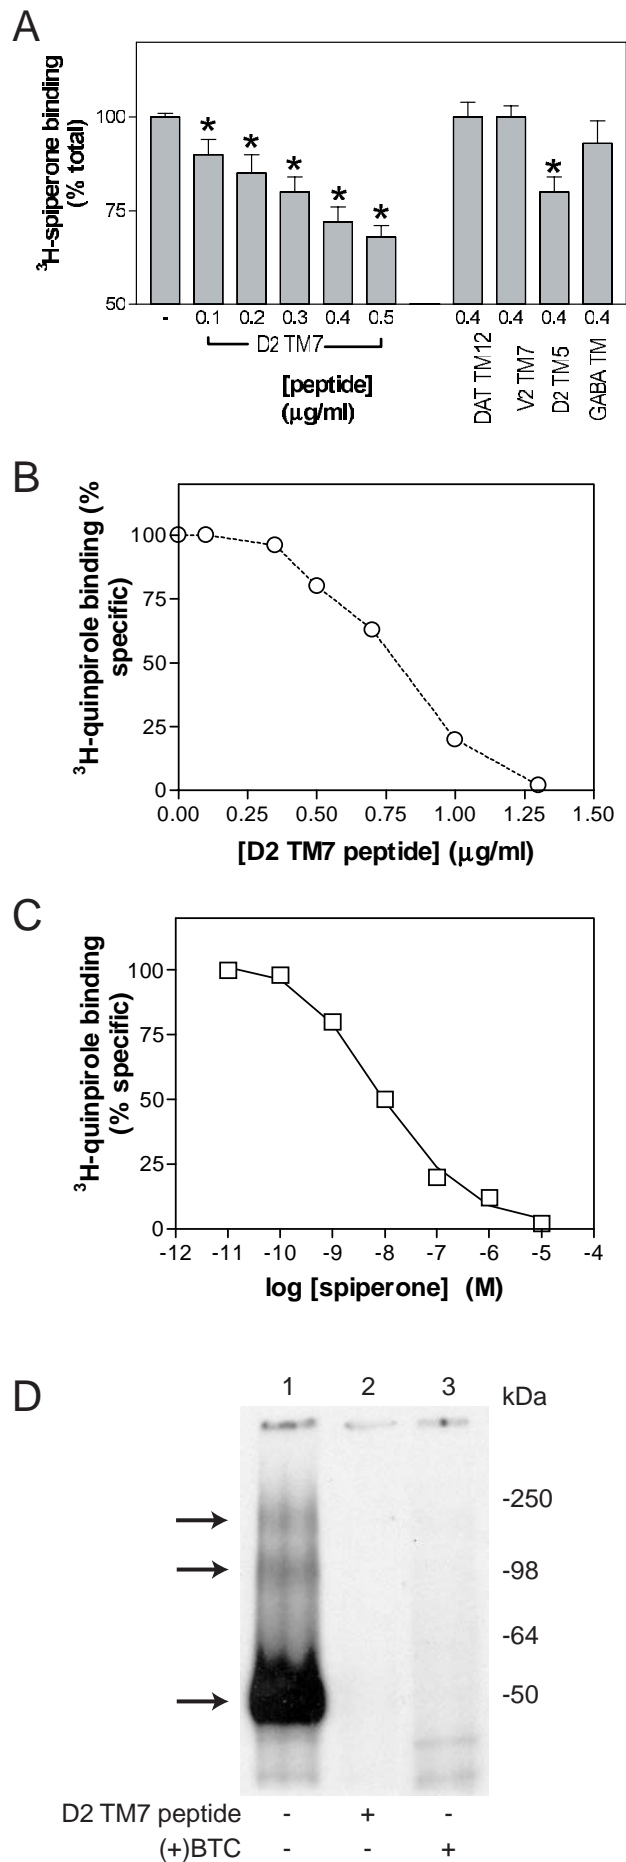 A
³H-spiperone binding
(% total)
100
75
50
*
*
*
*
*
*
- 0.1 0.2 0.3 0.4 0.5 0.4 0.4 0.4 0.4
D2 TM7
[peptide]
(μg/ml)
DAT TM12
V2 TM7
D2 TM5
GABA TM
B
³H-quinpirole binding (%
specific)
100
75
50
25
0
0.00 0.25 0.50 0.75 1.00 1.25 1.50
[D2 TM7 peptide] (μg/ml)
C
³H-quinpirole binding
(% specific)
100
75
50
25
0
-12 -11 -10 -9 -8 -7 -6 -5 -4
log [spiperone] (M)
D
1 2 3 kDa
-250
-98
-64
-50
D2 TM7 peptide - + -
(+)BTC - - +